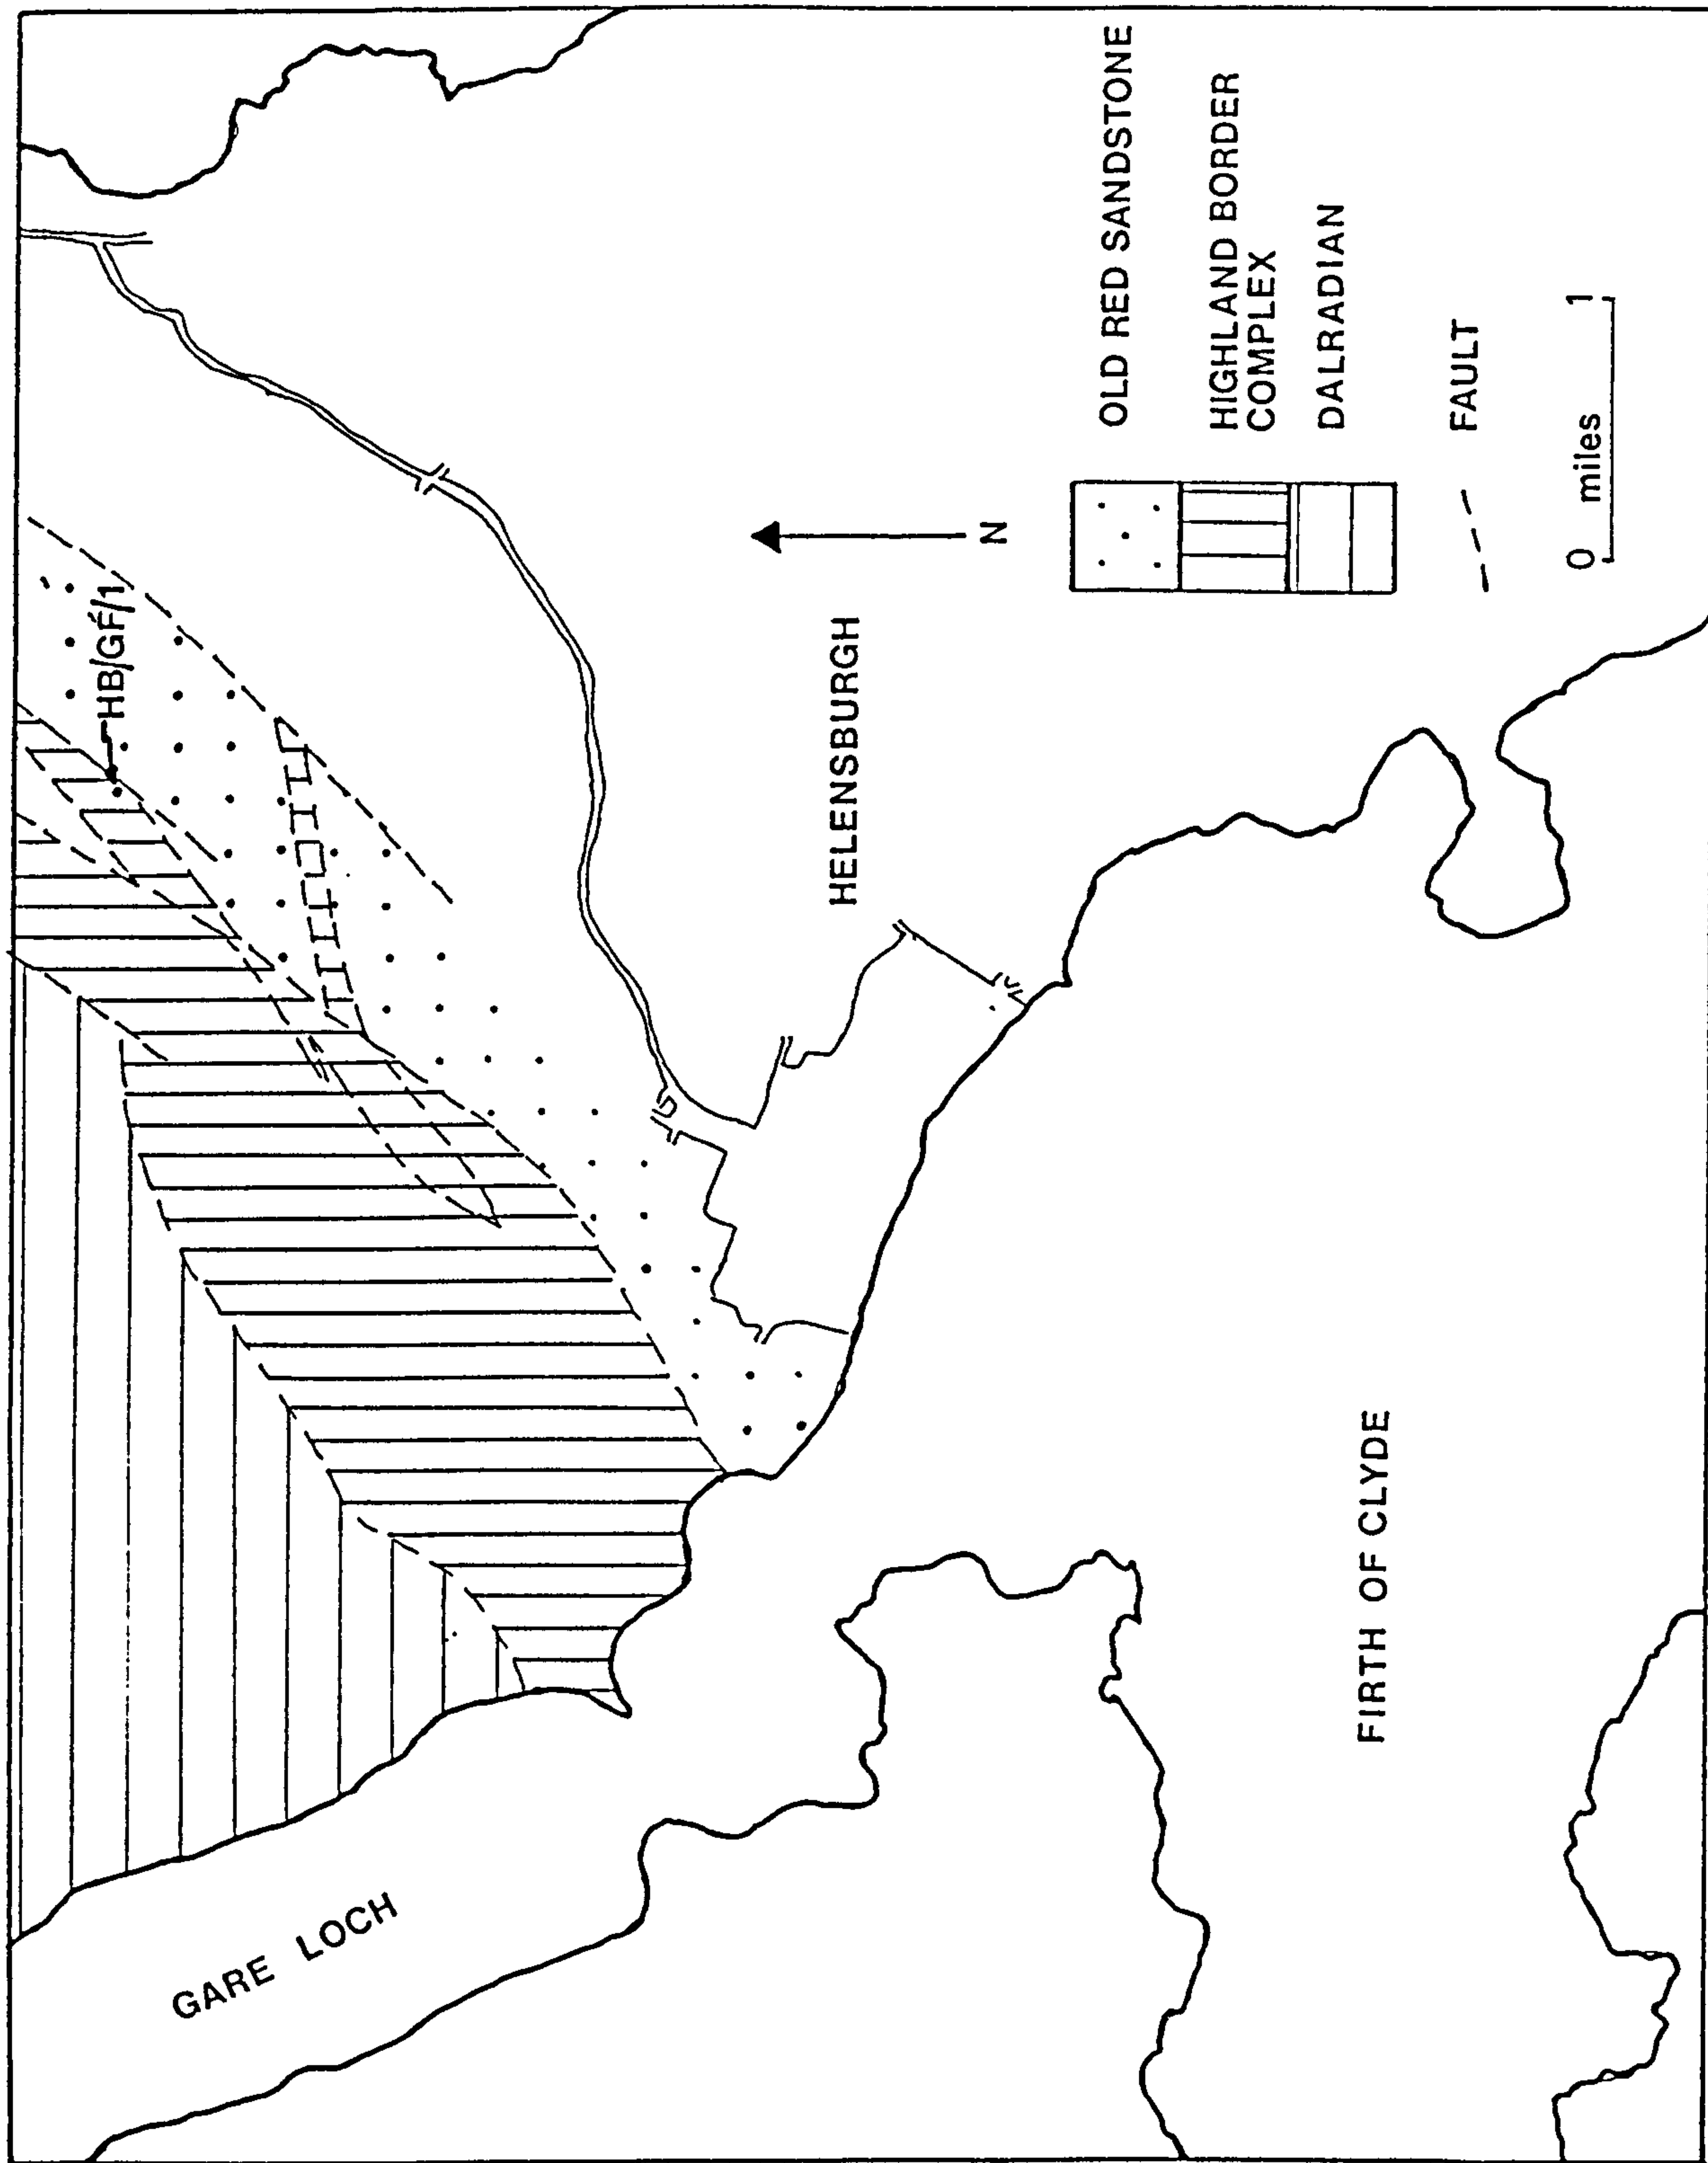 GARE LOCH
HB/GF/1
HELENSBURGH
FIRTH OF CLYDE
N
OLD RED SANDSTONE
HIGHLAND BORDER
COMPLEX
DALRADIAN
FAULT
0 miles 1